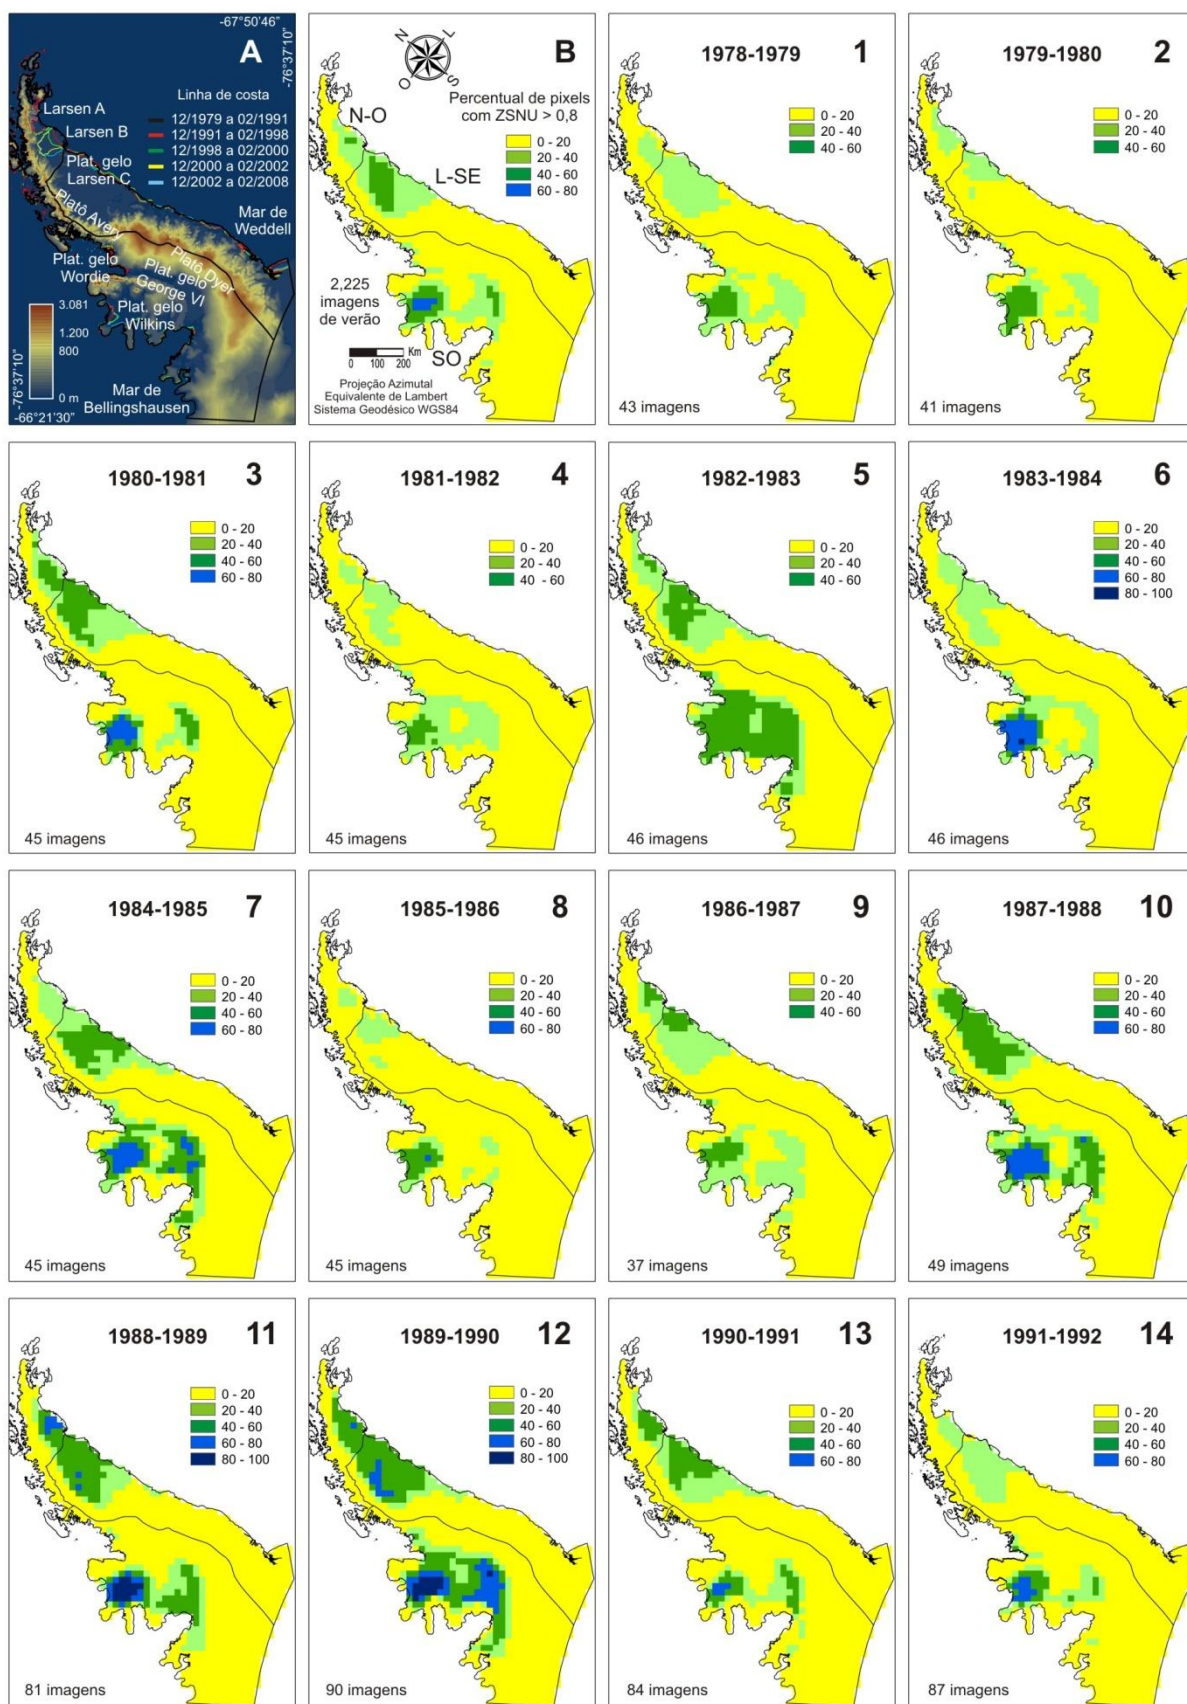 -67°50'46"
-76°37'10"
A
Linha de costa
12/1979 a 02/1991
12/1991 a 02/1998
12/1998 a 02/2000
12/2000 a 02/2002
12/2002 a 02/2008
Larsen A
Larsen B
Plat. gelo
Larsen C
Platô Avery
Mar de
Weddell
Platô Dyer
Plat. gelo
Wordie
Plat. gelo
George VI
Plat. gelo
Wilkins
3.081
1.200
800
0 m
Mar de
Bellingshausen
-76°37'10"
-66°21'30"
B
N
L
O
S
Percentual de pixels
com ZSNU > 0,8
0 - 20
20 - 40
40 - 60
60 - 80
N-O
L-SE
2,225
imagens
de verão
Km
0 100 200
SO
Projeção Azimutal
Equivalente de Lambert
Sistema Geodésico WGS84
1978-1979 1
0 - 20
20 - 40
40 - 60
43 imagens
1979-1980 2
0 - 20
20 - 40
40 - 60
41 imagens
1980-1981 3
0 - 20
20 - 40
40 - 60
60 - 80
45 imagens
1981-1982 4
0 - 20
20 - 40
40 - 60
45 imagens
1982-1983 5
0 - 20
20 - 40
40 - 60
46 imagens
1983-1984 6
0 - 20
20 - 40
40 - 60
60 - 80
80 - 100
46 imagens
1984-1985 7
0 - 20
20 - 40
40 - 60
60 - 80
45 imagens
1985-1986 8
0 - 20
20 - 40
40 - 60
60 - 80
45 imagens
1986-1987 9
0 - 20
20 - 40
40 - 60
37 imagens
1987-1988 10
0 - 20
20 - 40
40 - 60
60 - 80
49 imagens
1988-1989 11
0 - 20
20 - 40
40 - 60
60 - 80
80 - 100
81 imagens
1989-1990 12
0 - 20
20 - 40
40 - 60
60 - 80
80 - 100
90 imagens
1990-1991 13
0 - 20
20 - 40
40 - 60
60 - 80
84 imagens
1991-1992 14
0 - 20
20 - 40
40 - 60
60 - 80
87 imagens